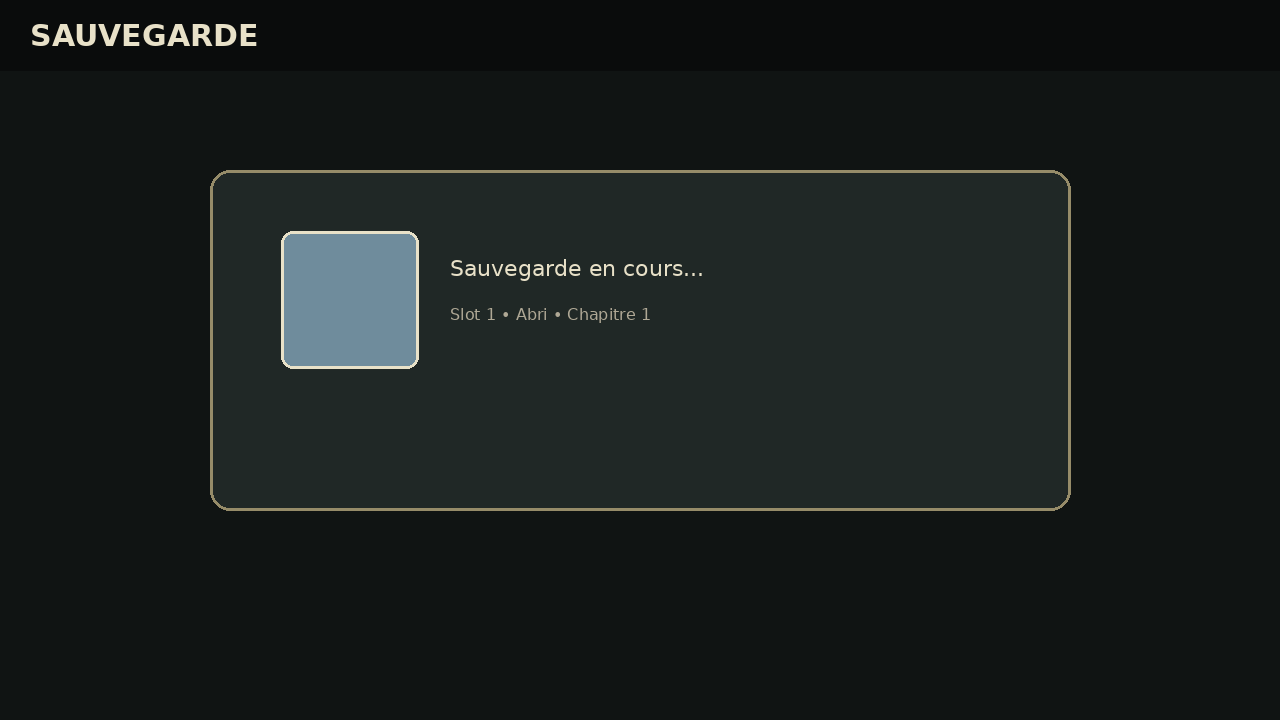 SAUVEGARDE
Sauvegarde en cours...
Slot 1 • Abri • Chapitre 1